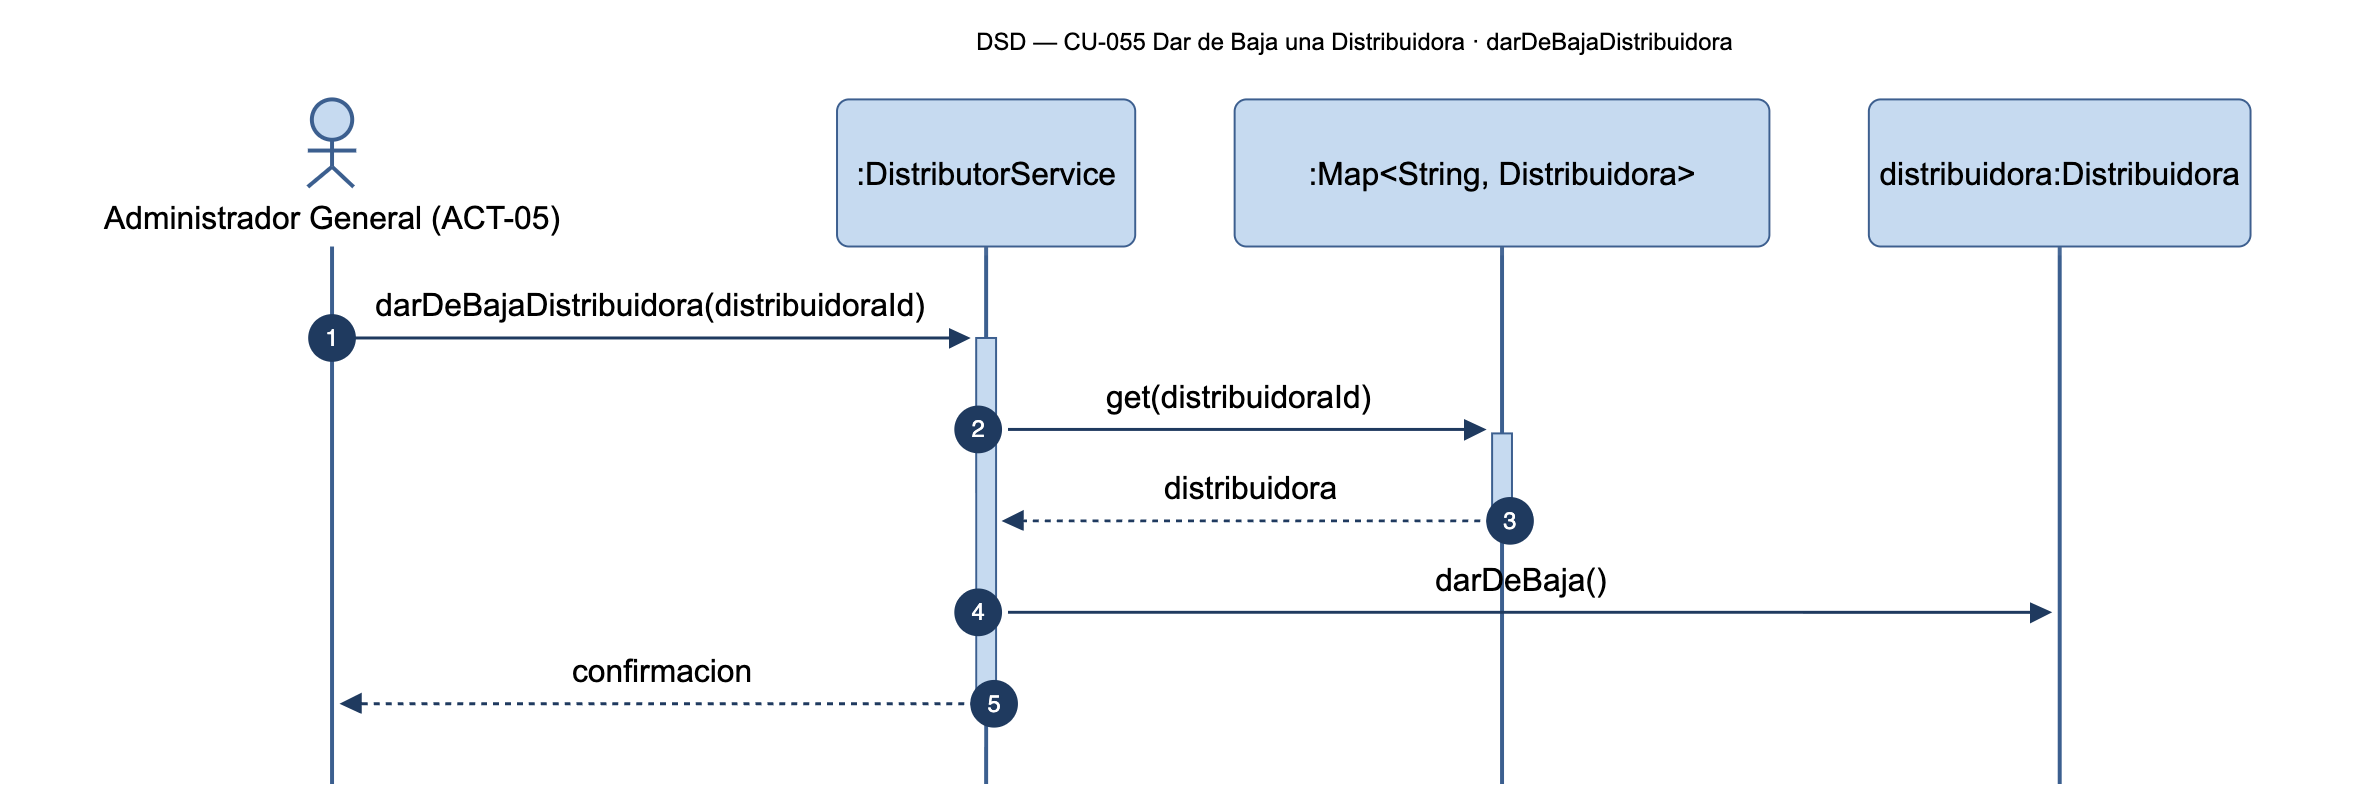 DSD — CU-055 Dar de Baja una Distribuidora · darDeBajaDistribuidora
Administrador General (ACT-05)
:DistributorService
:Map<String, Distribuidora>
distribuidora:Distribuidora
darDeBajaDistribuidora(distribuidoraId)
1
get(distribuidoraId)
2
distribuidora
3
darDeBaja()
4
confirmacion
5